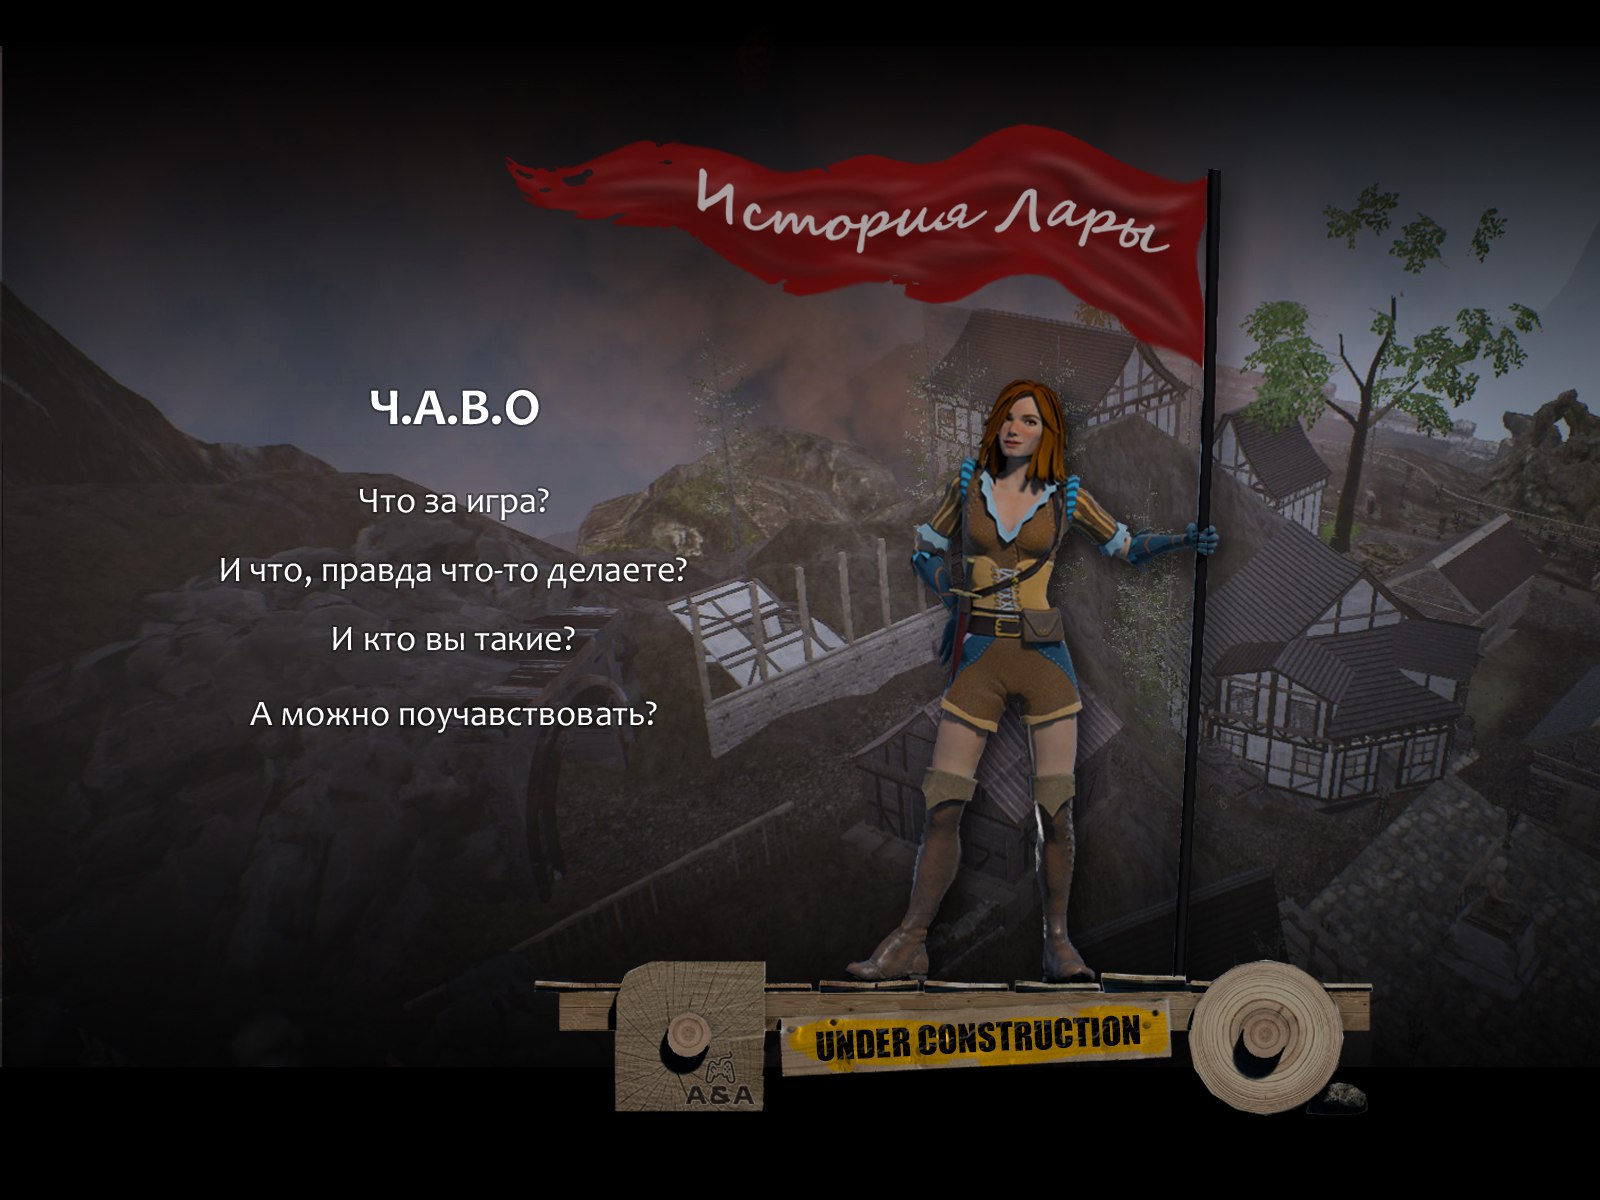 История Лары
Ч.А.В.О
Что за игра?
И что, правда что-то делаете?
И кто вы такие?
А можно поучавствовать?
UNDER CONSTRUCTION
A&A